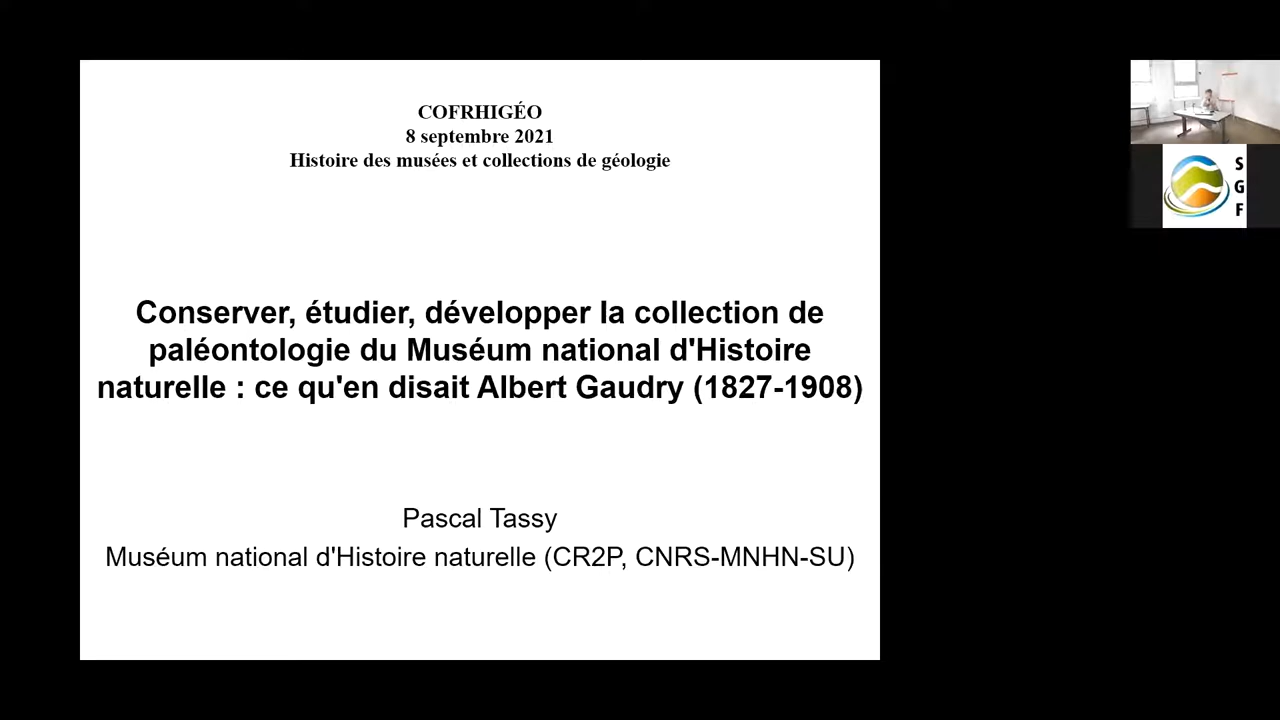 COFRHIGÉO
8 septembre 2021
Histoire des musées et collections de géologie
Conserver, étudier, développer la collection de
paléontologie du Muséum national d'Histoire
naturelle : ce qu'en disait Albert Gaudry (1827-1908)
Pascal Tassy
Muséum national d'Histoire naturelle (CR2P, CNRS-MNHN-SU)
S
G
F